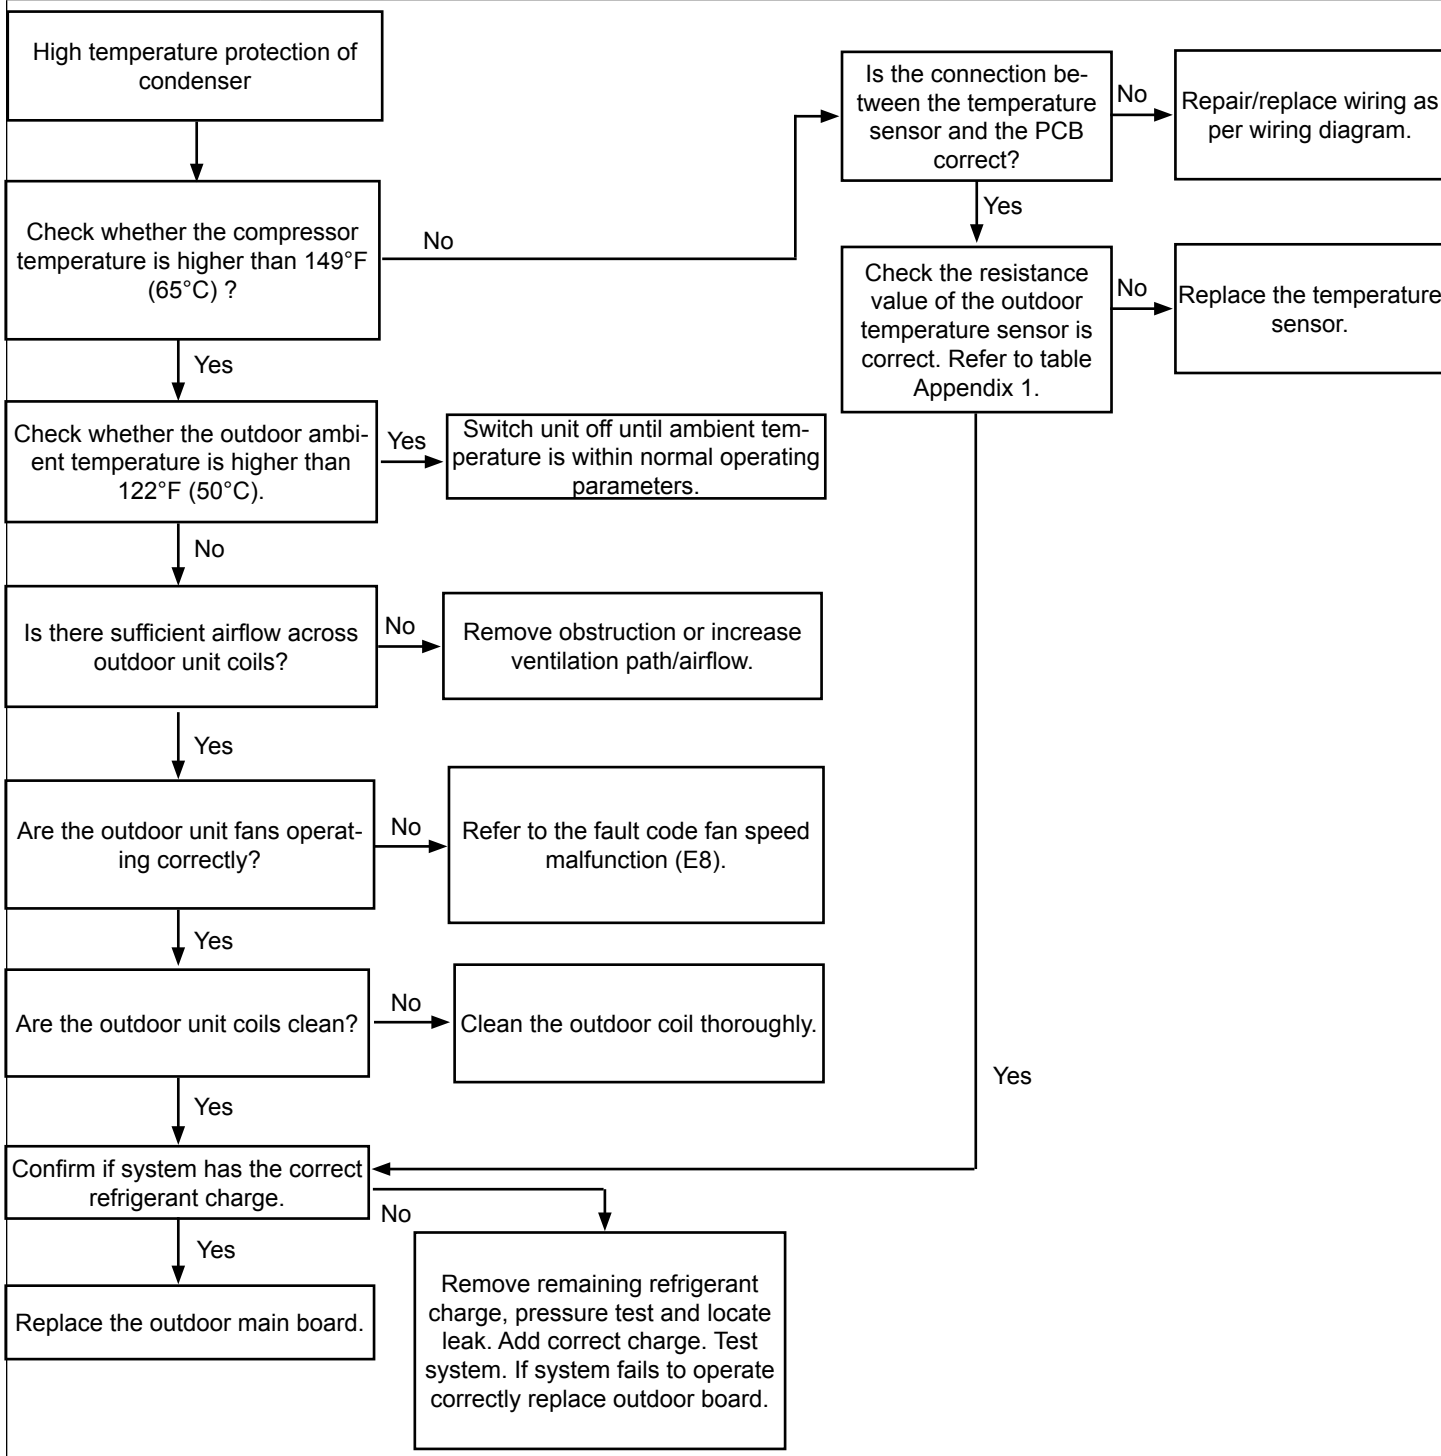 High temperature protection of
condenser
Check whether the compressor
temperature is higher than 149°F
(65°C) ?
No
Yes
Check whether the outdoor ambi-
ent temperature is higher than
122°F (50°C).
Yes
Switch unit off until ambient tem-
perature is within normal operating
parameters.
No
Is there sufficient airflow across
outdoor unit coils?
No
Remove obstruction or increase
ventilation path/airflow.
Yes
Are the outdoor unit fans operat-
ing correctly?
No
Refer to the fault code fan speed
malfunction (E8).
Yes
Are the outdoor unit coils clean?
No
Clean the outdoor coil thoroughly.
Yes
Confirm if system has the correct
refrigerant charge.
No
Yes
Replace the outdoor main board.
Remove remaining refrigerant
charge, pressure test and locate
leak. Add correct charge. Test
system. If system fails to operate
correctly replace outdoor board.
Is the connection be-
tween the temperature
sensor and the PCB
correct?
No
Repair/replace wiring as
per wiring diagram.
Yes
Check the resistance
value of the outdoor
temperature sensor is
correct. Refer to table
Appendix 1.
No
Replace the temperature
sensor.
Yes